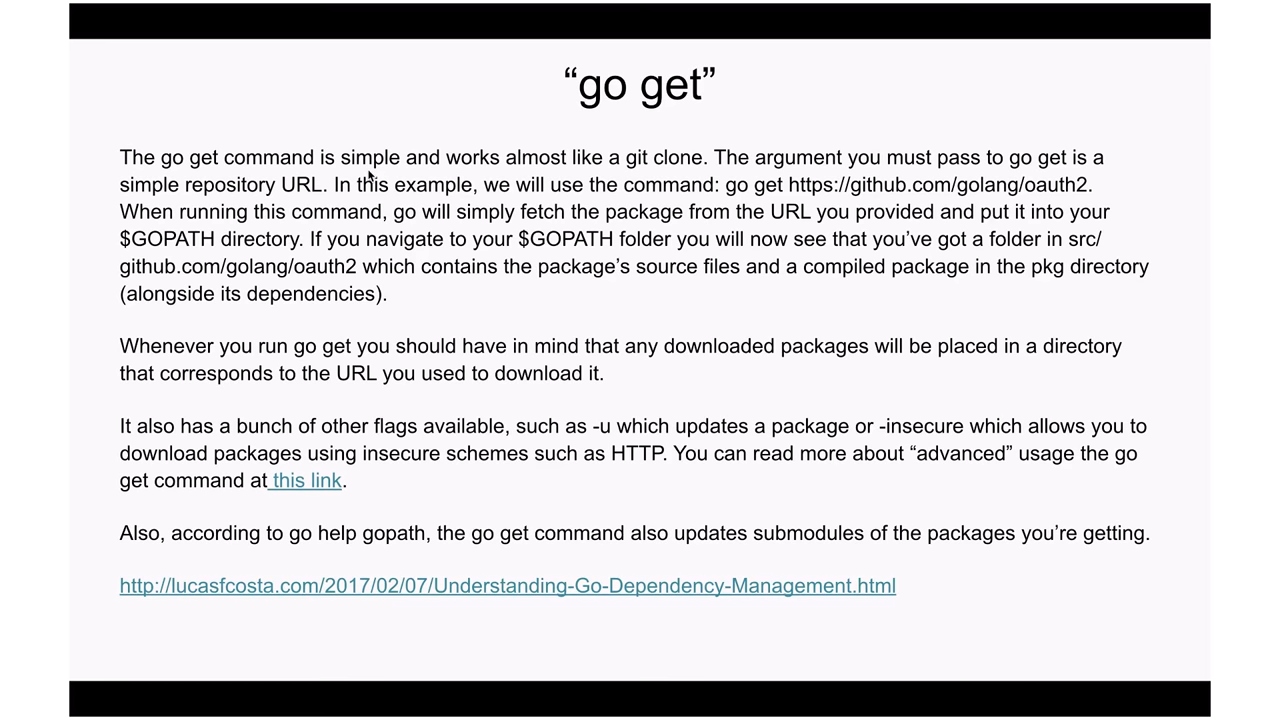 “go get”
The go get command is simple and works almost like a git clone. The argument you must pass to go get is a
simple repository URL. In this example, we will use the command: go get https://github.com/golang/oauth2.
When running this command, go will simply fetch the package from the URL you provided and put it into your
$GOPATH directory. If you navigate to your $GOPATH folder you will now see that you’ve got a folder in src/
github.com/golang/oauth2 which contains the package’s source files and a compiled package in the pkg directory
(alongside its dependencies).
Whenever you run go get you should have in mind that any downloaded packages will be placed in a directory
that corresponds to the URL you used to download it.
It also has a bunch of other flags available, such as -u which updates a package or -insecure which allows you to
download packages using insecure schemes such as HTTP. You can read more about “advanced” usage the go
get command at this link.
Also, according to go help gopath, the go get command also updates submodules of the packages you’re getting.
http://lucasfcosta.com/2017/02/07/Understanding-Go-Dependency-Management.html